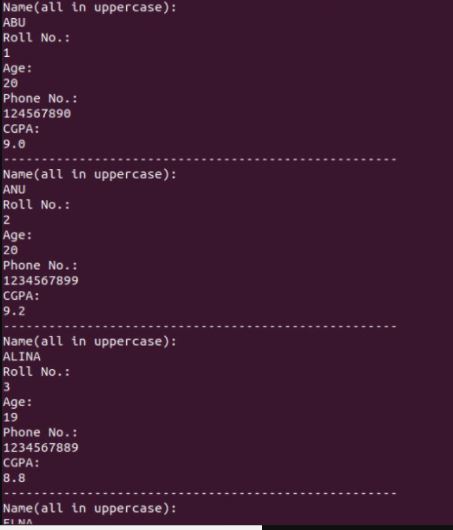 Name(all in uppercase):
ABU
Roll No.:
1
Age:
20
Phone No.:
124567890
CGPA:
9.0
----------------------------------------------------
Name(all in uppercase):
ANU
Roll No.:
2
Age:
20
Phone No.:
1234567899
CGPA:
9.2
----------------------------------------------------
Name(all in uppercase):
ALINA
Roll No.:
3
Age:
19
Phone No.:
1234567889
CGPA:
8.8
----------------------------------------------------
Name(all in uppercase):